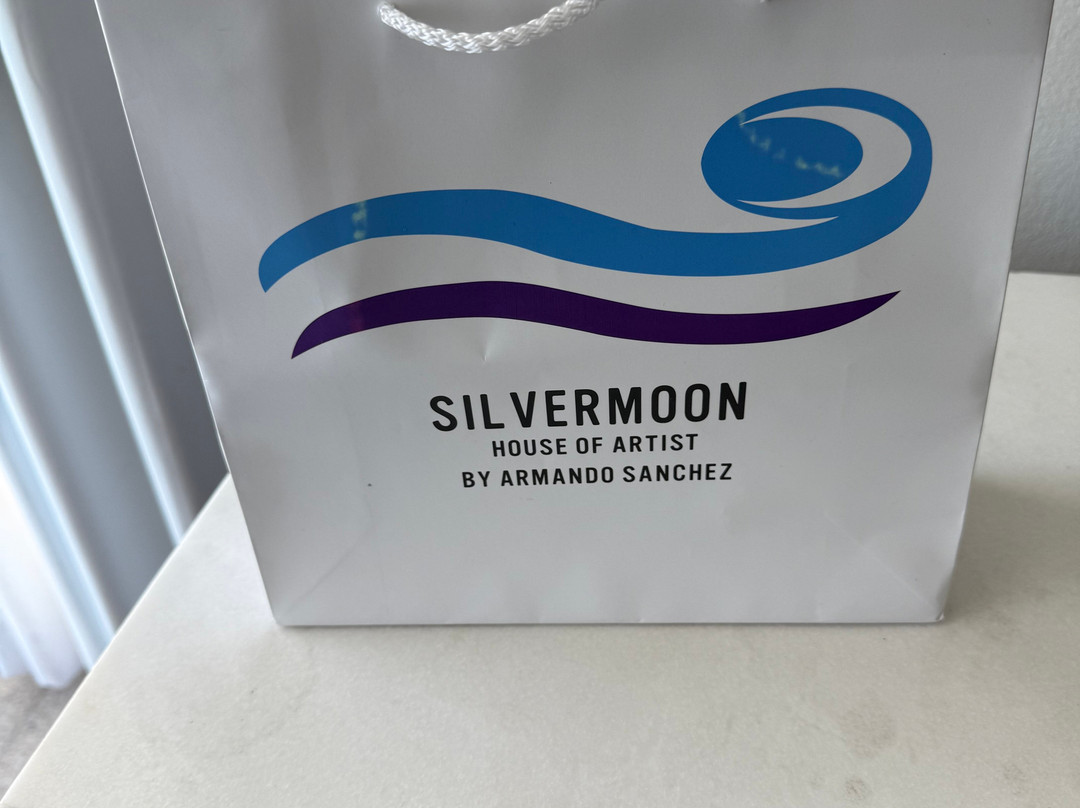 SILVERMOON
HOUSE OF ARTIST
BY ARMANDO SANCHEZ